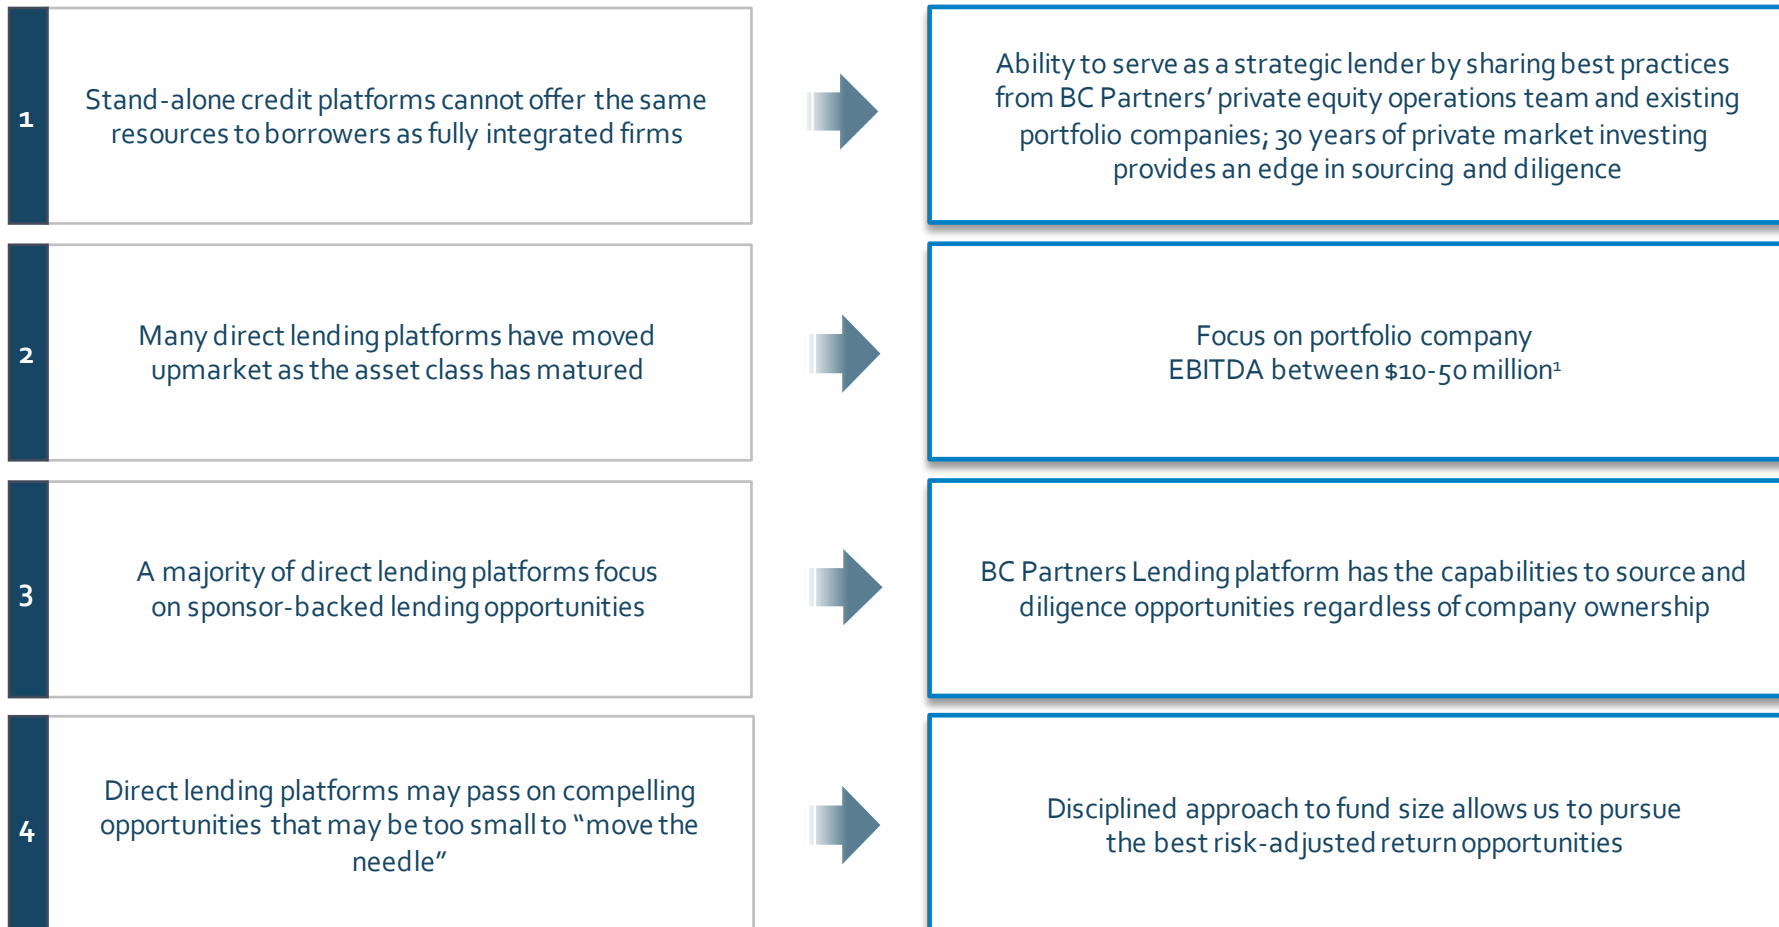 1
Stand-alone credit platforms cannot offer the same
resources to borrowers as fully integrated firms
Ability to serve as a strategic lender by sharing best practices
from BC Partners’ private equity operations team and existing
portfolio companies; 30 years of private market investing
provides an edge in sourcing and diligence
2
Many direct lending platforms have moved
upmarket as the asset class has matured
Focus on portfolio company
EBITDA between $10-50 million¹
3
A majority of direct lending platforms focus
on sponsor-backed lending opportunities
BC Partners Lending platform has the capabilities to source and
diligence opportunities regardless of company ownership
4
Direct lending platforms may pass on compelling
opportunities that may be too small to “move the
needle”
Disciplined approach to fund size allows us to pursue
the best risk-adjusted return opportunities